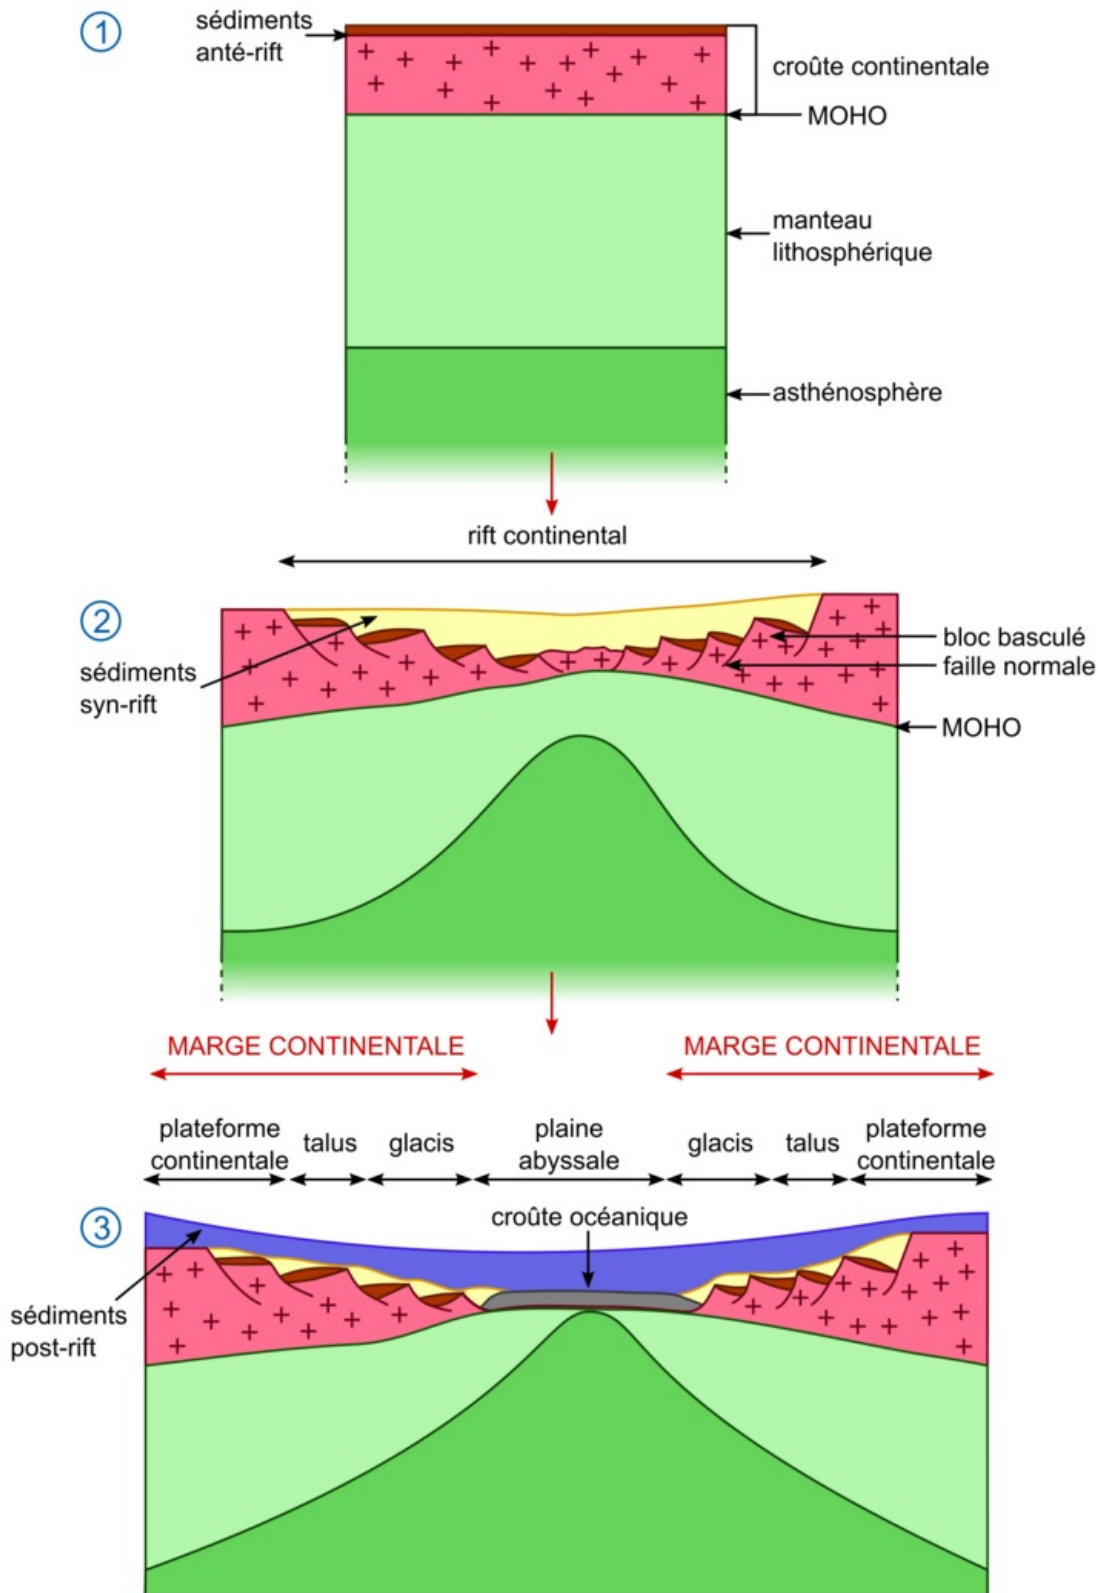 1
sédiments
anté-rift
croûte continentale
MOHO
manteau
lithosphérique
asthénosphère
rift continental
2
sédiments
syn-rift
bloc basculé
faille normale
MOHO
MARGE CONTINENTALE
MARGE CONTINENTALE
plateforme
continentale
talus
glacis
plaine
abyssale
glacis
talus
plateforme
continentale
3
croûte océanique
sédiments
post-rift